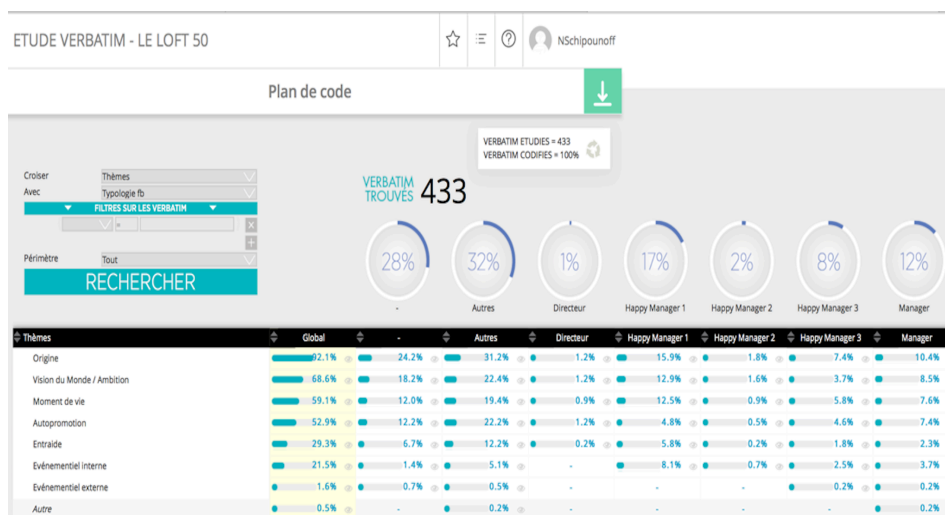 ETUDE VERBATIM - LE LOFT 50
NSchipounoff
Plan de code
VERBATIM ETUDIES = 433
VERBATIM CODIFIES = 100%
Croiser Thèmes
Avec Typologie fb
FILTRES SUR LES VERBATIM
=
Périmètre Tout
RECHERCHER
VERBATIM TROUVÉS 433
28% 32% 1% 17% 2% 8% 12%
- Autres Directeur Happy Manager 1 Happy Manager 2 Happy Manager 3 Manager
Thèmes Global - Autres Directeur Happy Manager 1 Happy Manager 2 Happy Manager 3 Manager
Origine 92.1% 24.2% 31.2% 1.2% 15.9% 1.8% 7.4% 10.4%
Vision du Monde / Ambition 68.6% 18.2% 22.4% 1.2% 12.9% 1.6% 3.7% 8.5%
Moment de vie 59.1% 12.0% 19.4% 0.9% 12.5% 0.9% 5.8% 7.6%
Autopromotion 52.9% 12.2% 22.2% 1.2% 4.8% 0.5% 4.6% 7.4%
Entraide 29.3% 6.7% 12.2% 0.2% 5.8% 0.2% 1.8% 2.3%
Evénementiel interne 21.5% 1.4% 5.1% - 8.1% 0.7% 2.5% 3.7%
Evénementiel externe 1.6% 0.7% 0.5% - - - 0.2% 0.2%
Autre 0.5% - 0.2% - - - - 0.2%